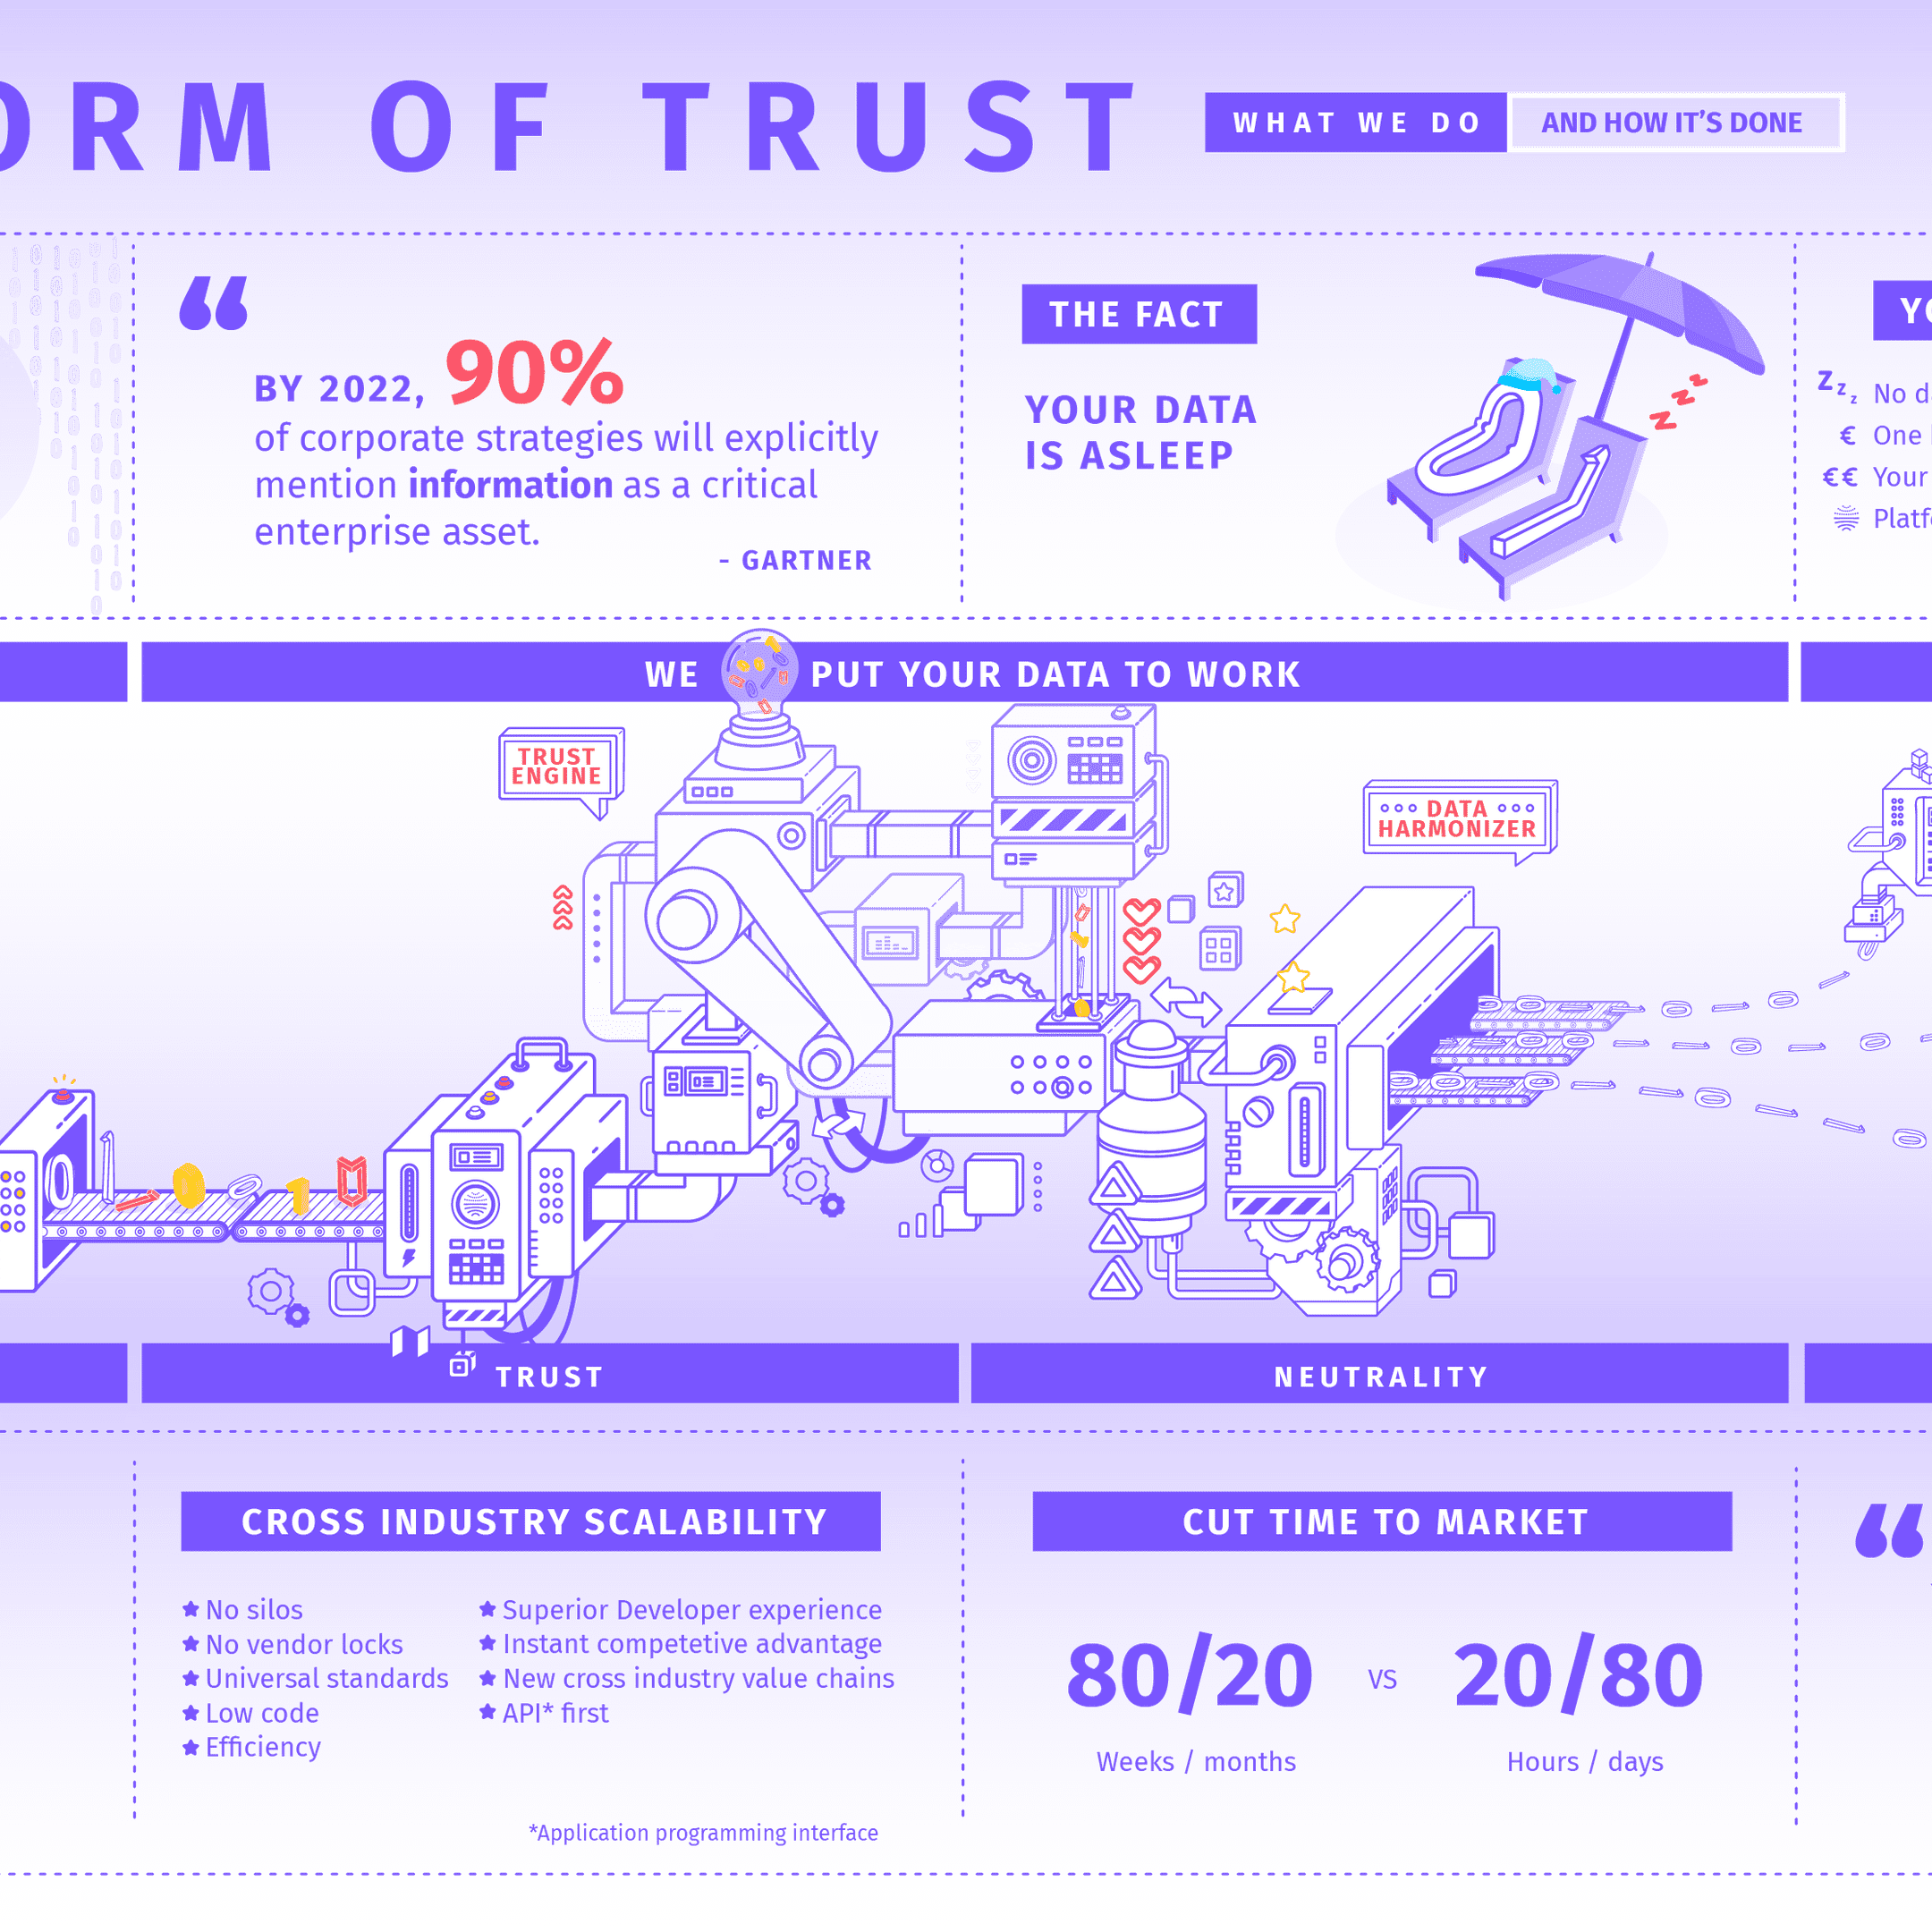 ORM OF TRUST
WHAT WE DO
AND HOW IT'S DONE
“
BY 2022, 90%
of corporate strategies will explicitly
mention information as a critical
enterprise asset.
- GARTNER
THE FACT
YOUR DATA
IS ASLEEP
z z z
YO
z z z No d
€ One
€€ Your
Platf
WE PUT YOUR DATA TO WORK
TRUST
ENGINE
DATA
HARMONIZER
TRUST
NEUTRALITY
CROSS INDUSTRY SCALABILITY
No silos
No vendor locks
Universal standards
Low code
Efficiency
Superior Developer experience
Instant competetive advantage
New cross industry value chains
API* first
*Application programming interface
CUT TIME TO MARKET
80/20 VS 20/80
Weeks / months
Hours / days
“